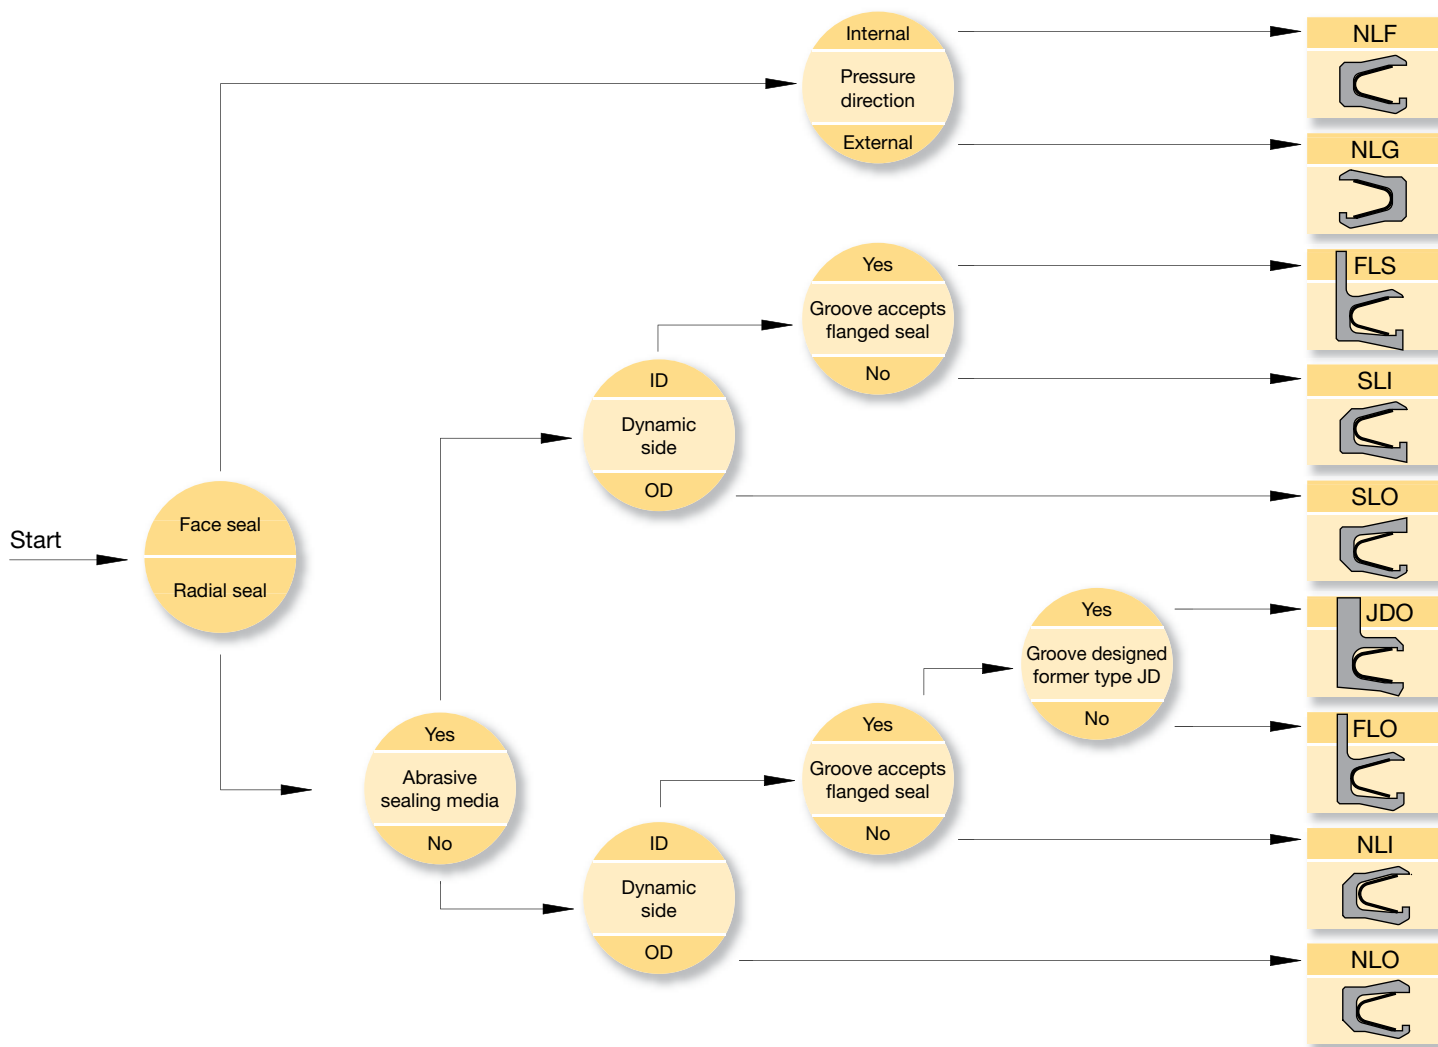 Start
Face seal
Radial seal
Internal
Pressure
direction
External
Yes
Abrasive
sealing media
No
ID
Dynamic
side
OD
Yes
Groove accepts
flanged seal
No
ID
Dynamic
side
OD
Yes
Groove accepts
flanged seal
No
Yes
Groove designed
former type JD
No
NLF
NLG
FLS
SLI
SLO
JDO
FLO
NLI
NLO